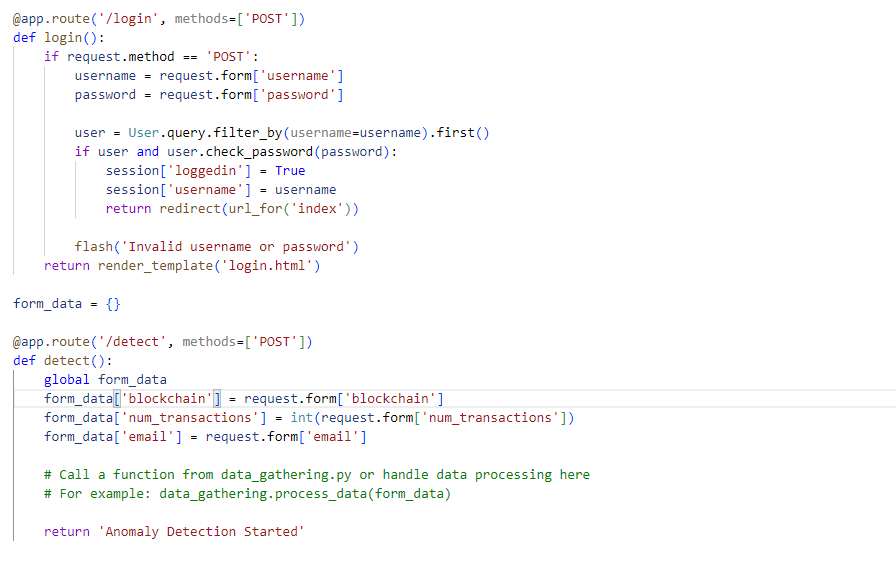 @app.route('/login', methods=['POST'])
def login():
    if request.method == 'POST':
        username = request.form['username']
        password = request.form['password']

        user = User.query.filter_by(username=username).first()
        if user and user.check_password(password):
            session['loggedin'] = True
            session['username'] = username
            return redirect(url_for('index'))

        flash('Invalid username or password')
    return render_template('login.html')

form_data = {}

@app.route('/detect', methods=['POST'])
def detect():
    global form_data
    form_data['blockchain'] = request.form['blockchain']
    form_data['num_transactions'] = int(request.form['num_transactions'])
    form_data['email'] = request.form['email']

    # Call a function from data_gathering.py or handle data processing here
    # For example: data_gathering.process_data(form_data)

    return 'Anomaly Detection Started'